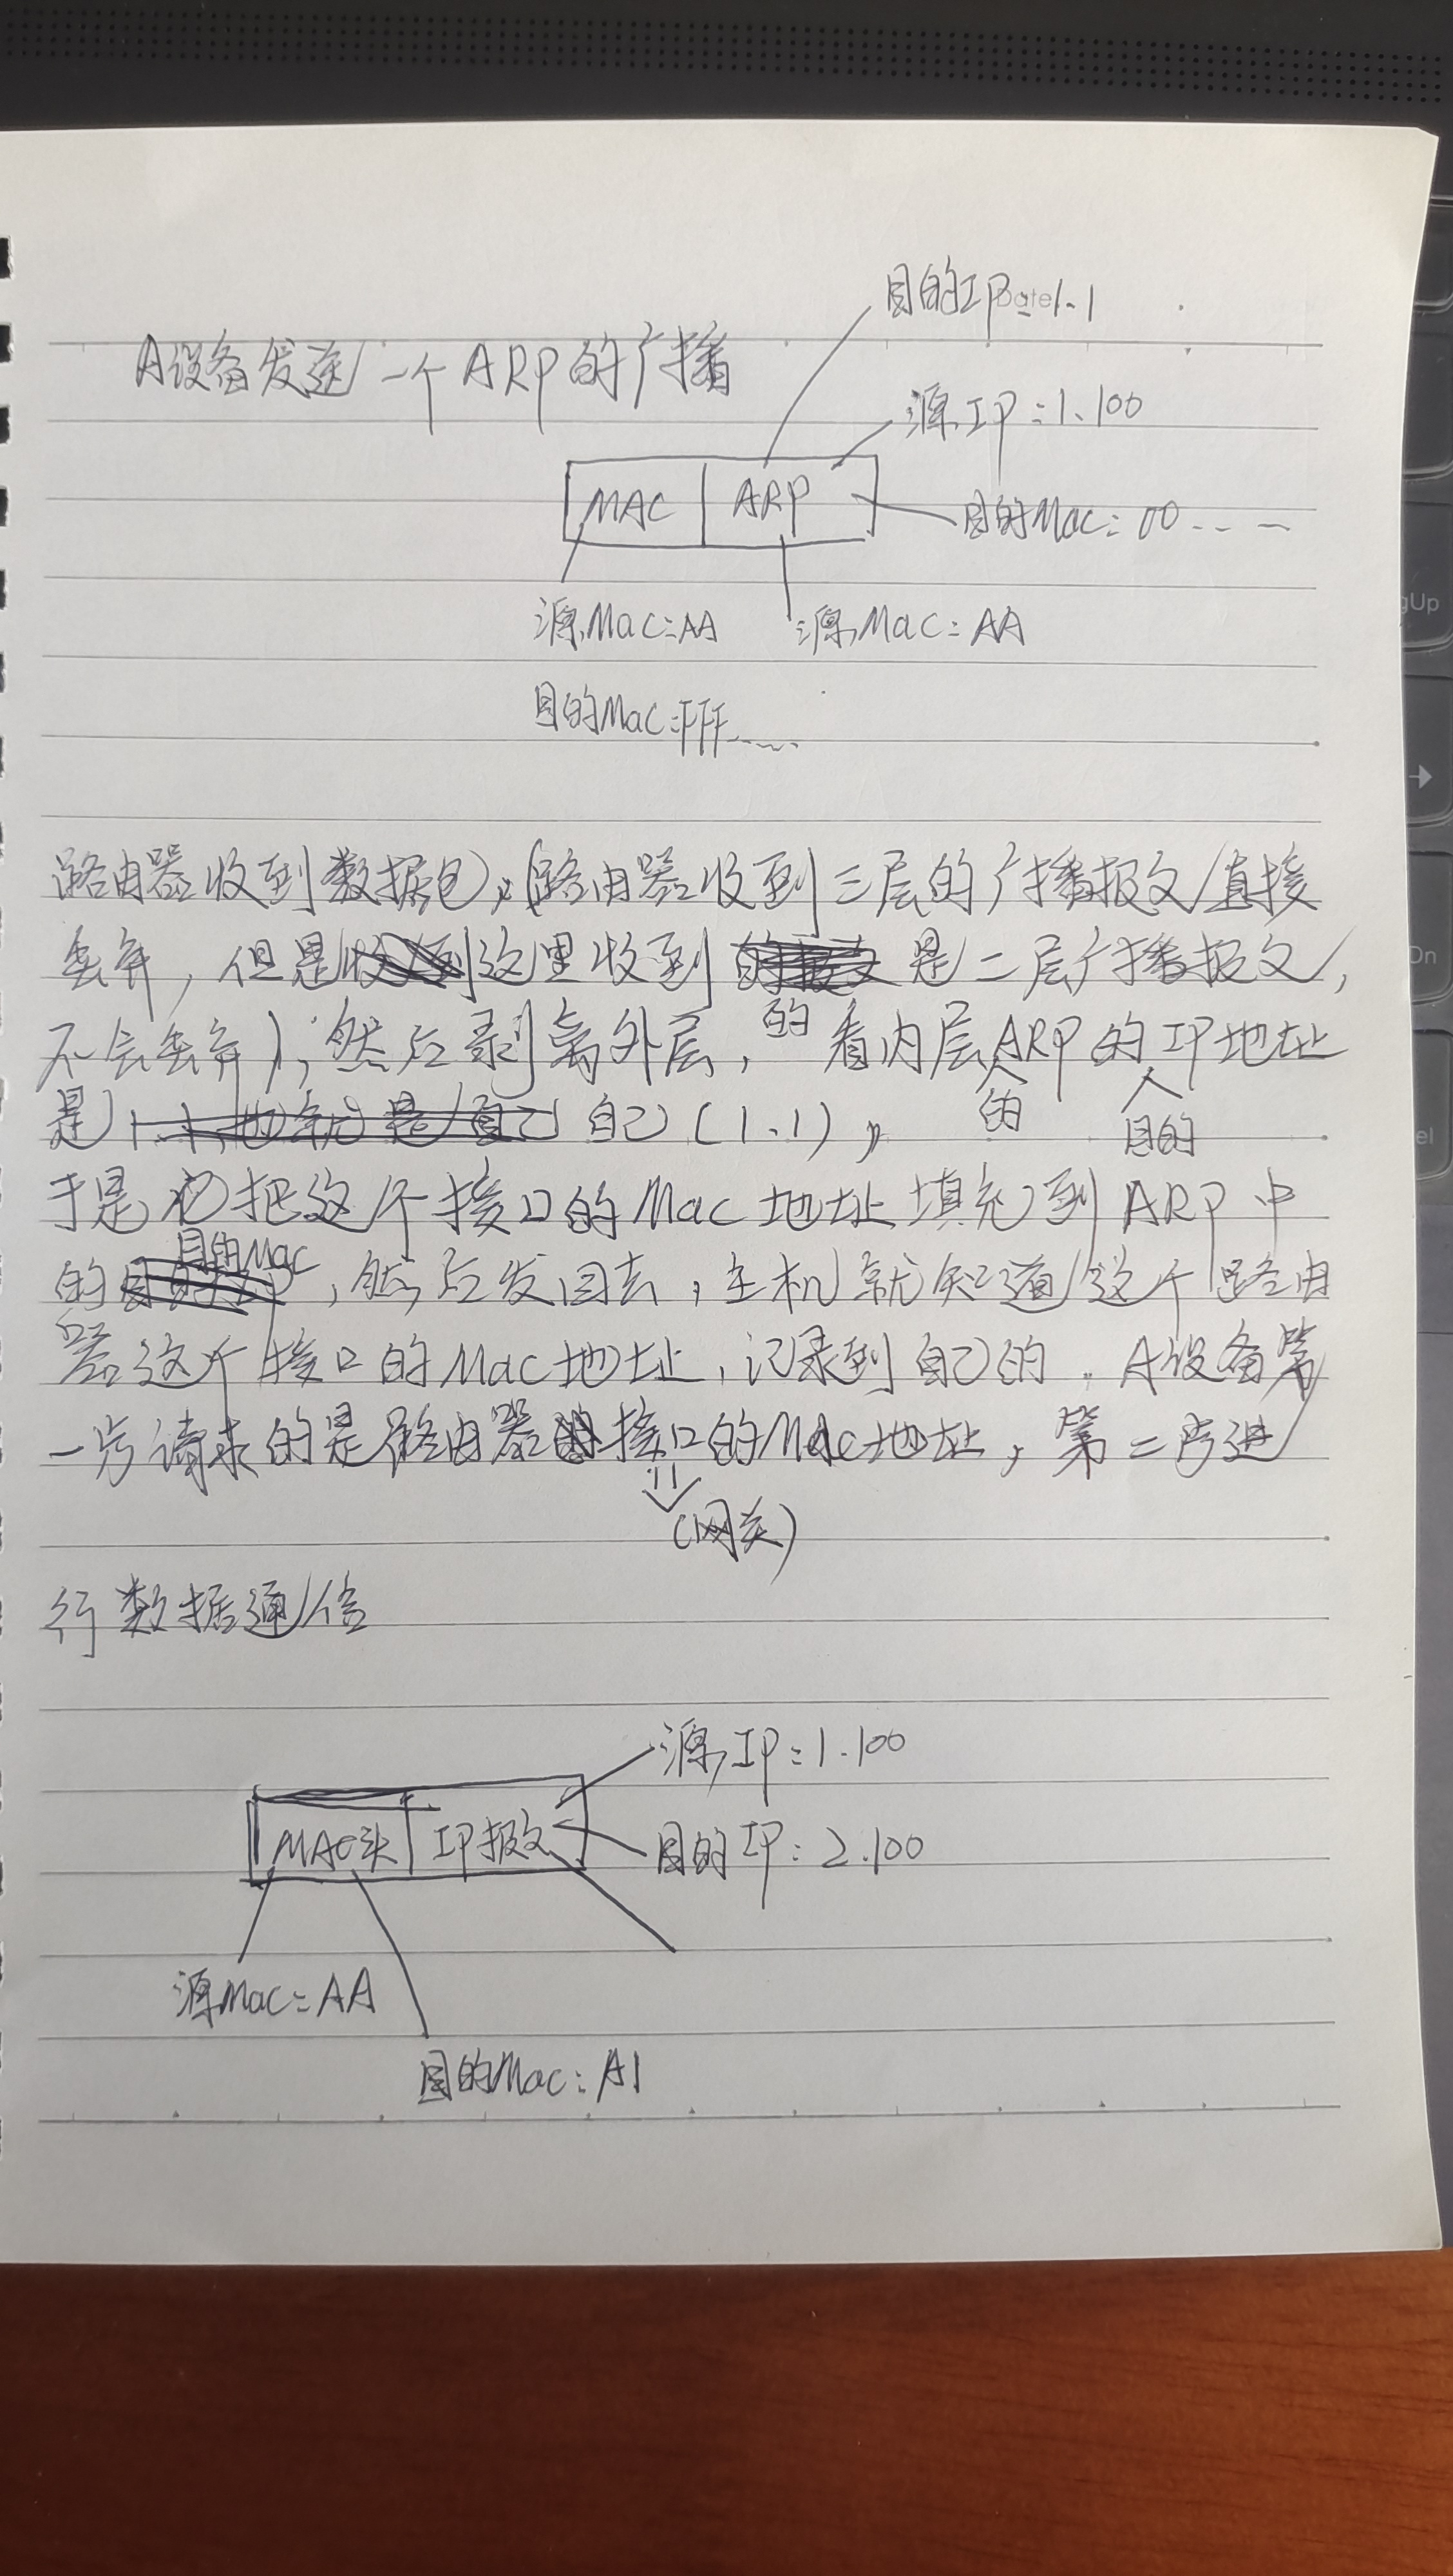 目的IP:1.1
Date
A设备发送一个ARP的广播
源IP:1.100
MAC ARP
目的Mac:00----
源Mac:AA 源Mac:AA
目的Mac:FFF----
路由器收到数据包,(路由器收到三层的广播报文直接
丢弃,但是这里收到的是二层广播报文,
不会丢弃),然后剥离外层,看内层的ARP的目的IP地址
是自己(1.1),
于是把这个接口的Mac地址填充到ARP中
的目的Mac,然后发回去,主机就知道这个路由
器这个接口的Mac地址,记录到自己的。A设备第
一步请求的是路由器接口的Mac地址,第二步进
(网关)
行数据通信
源IP:1.100
MAC头 IP报文
目的IP:2.100
源Mac:AA
目的Mac:A1
gUp
Dn
el